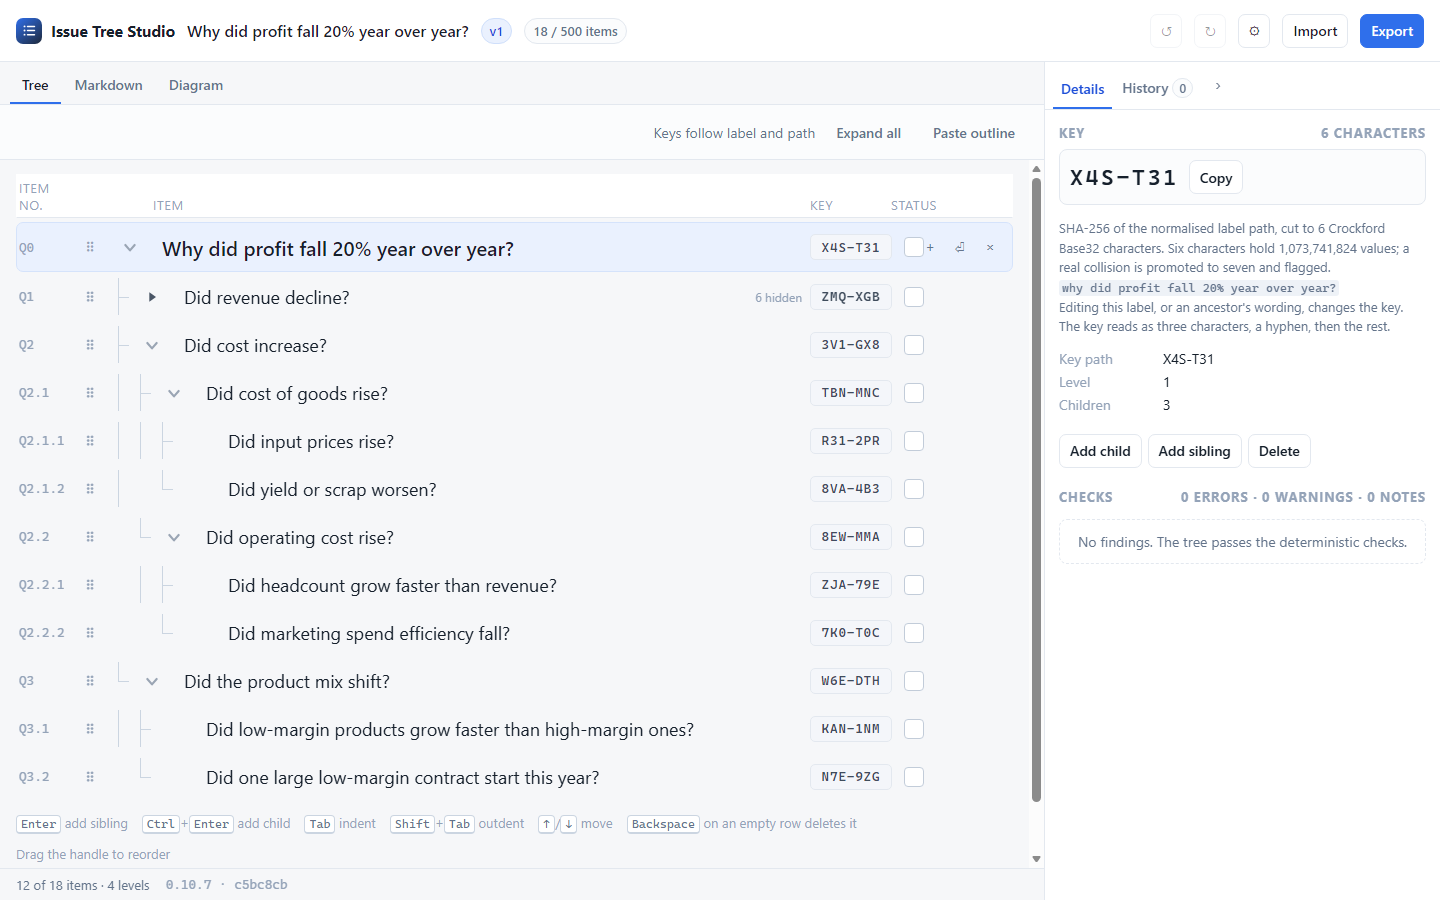 Issue Tree Studio Why did profit fall 20% year over year? v1 18 / 500 items Import Export
Tree Markdown Diagram
Keys follow label and path Expand all Paste outline
ITEM NO. ITEM KEY STATUS
Q0 Why did profit fall 20% year over year? X4S-T31 + ⏎ ×
Q1 Did revenue decline? 6 hidden ZMQ-XGB
Q2 Did cost increase? 3V1-GX8
Q2.1 Did cost of goods rise? TBN-MNC
Q2.1.1 Did input prices rise? R31-2PR
Q2.1.2 Did yield or scrap worsen? 8VA-4B3
Q2.2 Did operating cost rise? 8EW-MMA
Q2.2.1 Did headcount grow faster than revenue? ZJA-79E
Q2.2.2 Did marketing spend efficiency fall? 7K0-T0C
Q3 Did the product mix shift? W6E-DTH
Q3.1 Did low-margin products grow faster than high-margin ones? KAN-1NM
Q3.2 Did one large low-margin contract start this year? N7E-9ZG
Enter add sibling Ctrl+Enter add child Tab indent Shift+Tab outdent ↑/↓ move Backspace on an empty row deletes it
Drag the handle to reorder
12 of 18 items · 4 levels 0.10.7 · c5bc8cb
Details History 0 ›
KEY 6 CHARACTERS
X4S-T31 Copy
SHA-256 of the normalised label path, cut to 6 Crockford
Base32 characters. Six characters hold 1,073,741,824 values; a
real collision is promoted to seven and flagged.
why did profit fall 20% year over year?
Editing this label, or an ancestor's wording, changes the key.
The key reads as three characters, a hyphen, then the rest.
Key path X4S-T31
Level 1
Children 3
Add child Add sibling Delete
CHECKS 0 ERRORS · 0 WARNINGS · 0 NOTES
No findings. The tree passes the deterministic checks.